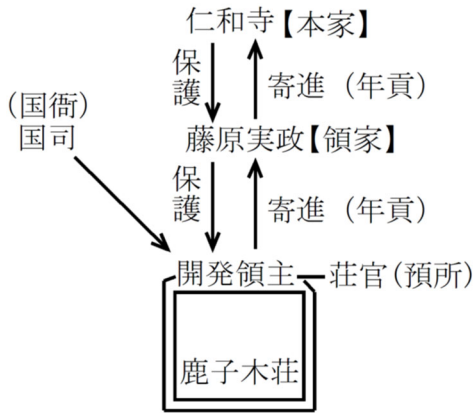 仁和寺【本家】
保護
寄進（年貢）
（国衙）
国司
藤原実政【領家】
保護
寄進（年貢）
開発領主
荘官（預所）
鹿子木荘